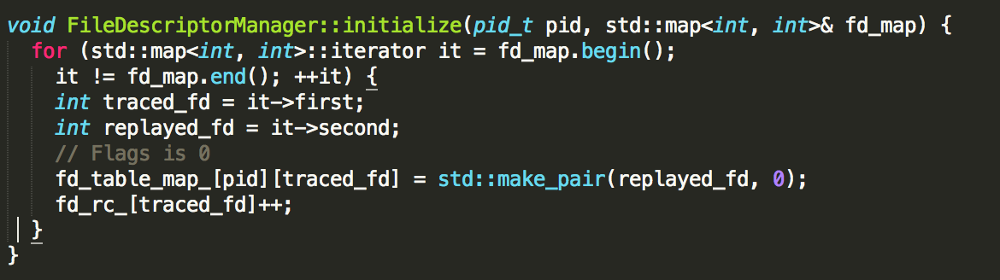 void FileDescriptorManager::initialize(pid_t pid, std::map<int, int>& fd_map) {
  for (std::map<int, int>::iterator it = fd_map.begin();
    it != fd_map.end(); ++it) {
    int traced_fd = it->first;
    int replayed_fd = it->second;
    // Flags is 0
    fd_table_map_[pid][traced_fd] = std::make_pair(replayed_fd, 0);
    fd_rc_[traced_fd]++;
  }
}